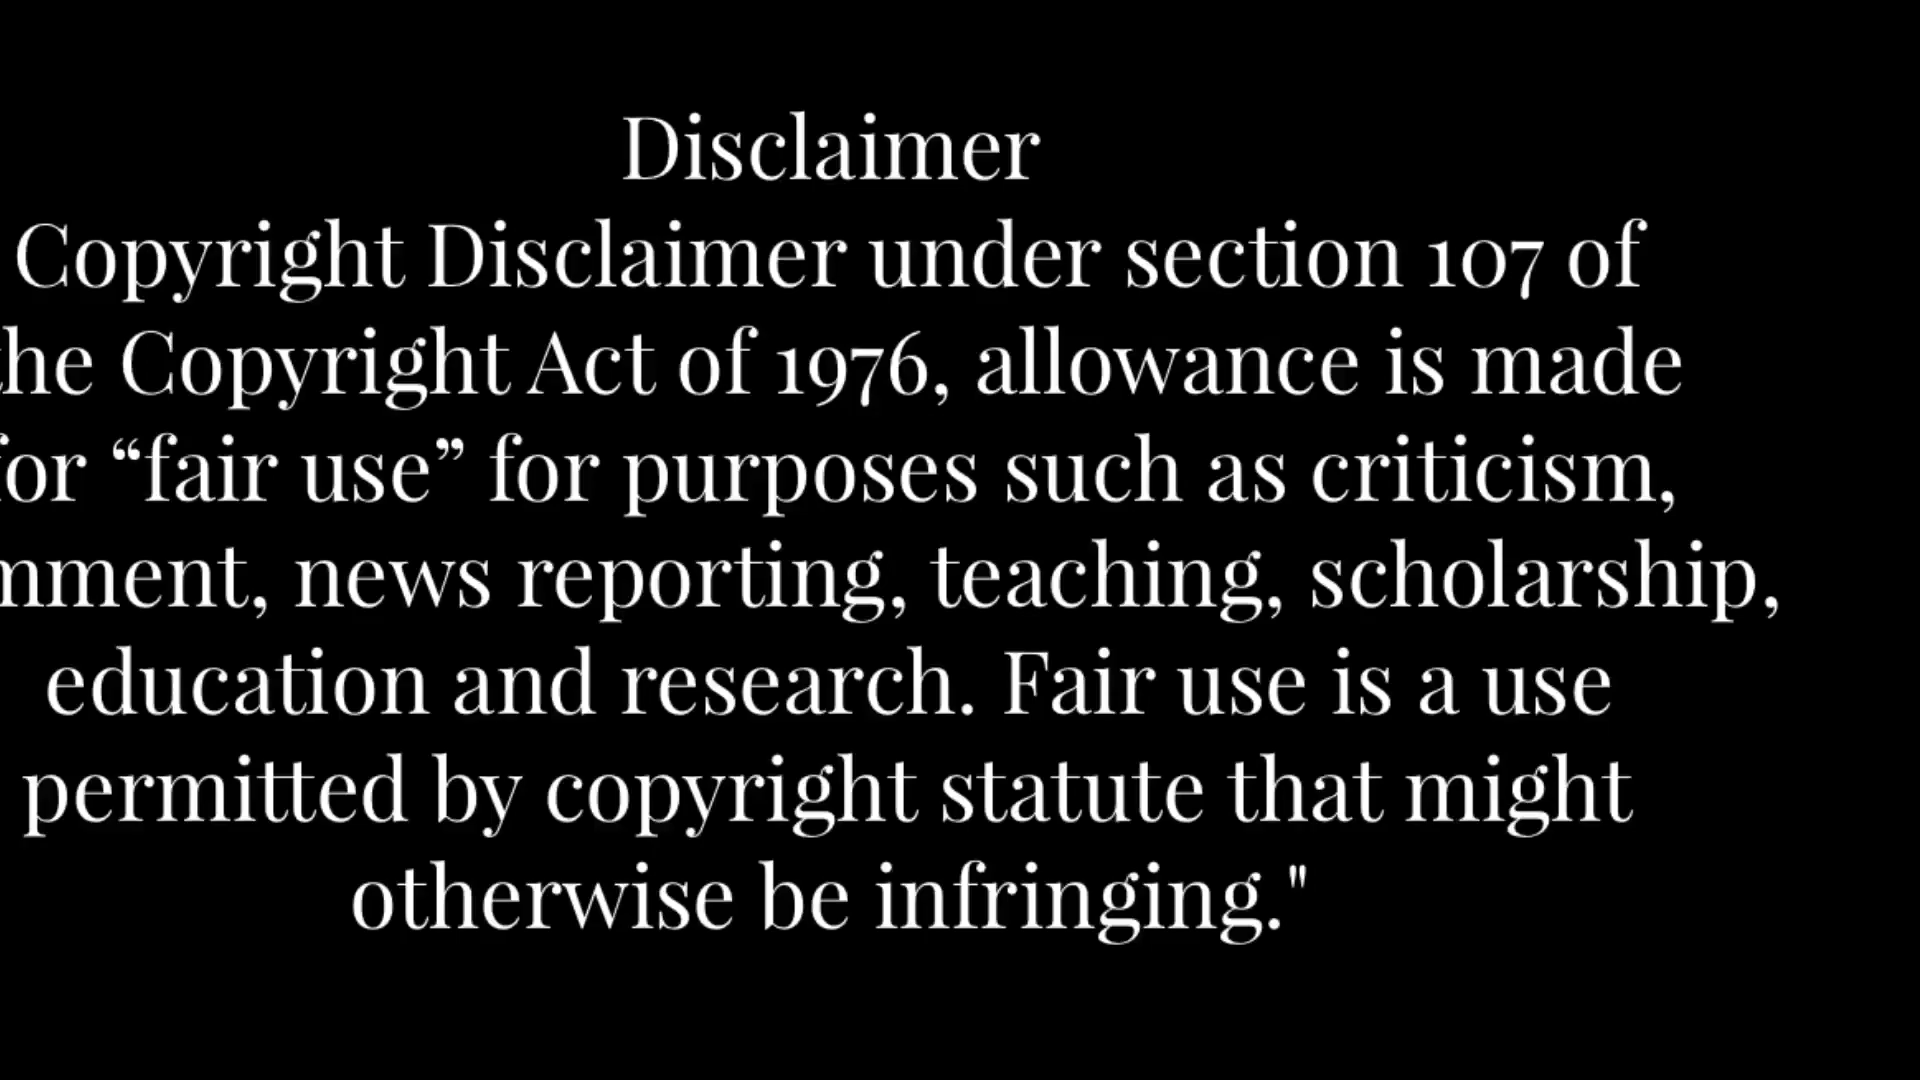 Disclaimer
Copyright Disclaimer under section 107 of
the Copyright Act of 1976, allowance is made
for “fair use” for purposes such as criticism,
mment, news reporting, teaching, scholarship,
education and research. Fair use is a use
permitted by copyright statute that might
otherwise be infringing."